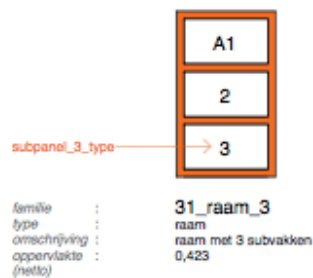 A1
2
subpanel_3_type
3
familie : 31_raam_3
type : raam
omschrijving : raam met 3 subvakken
oppervlakte : 0,423
(netto)